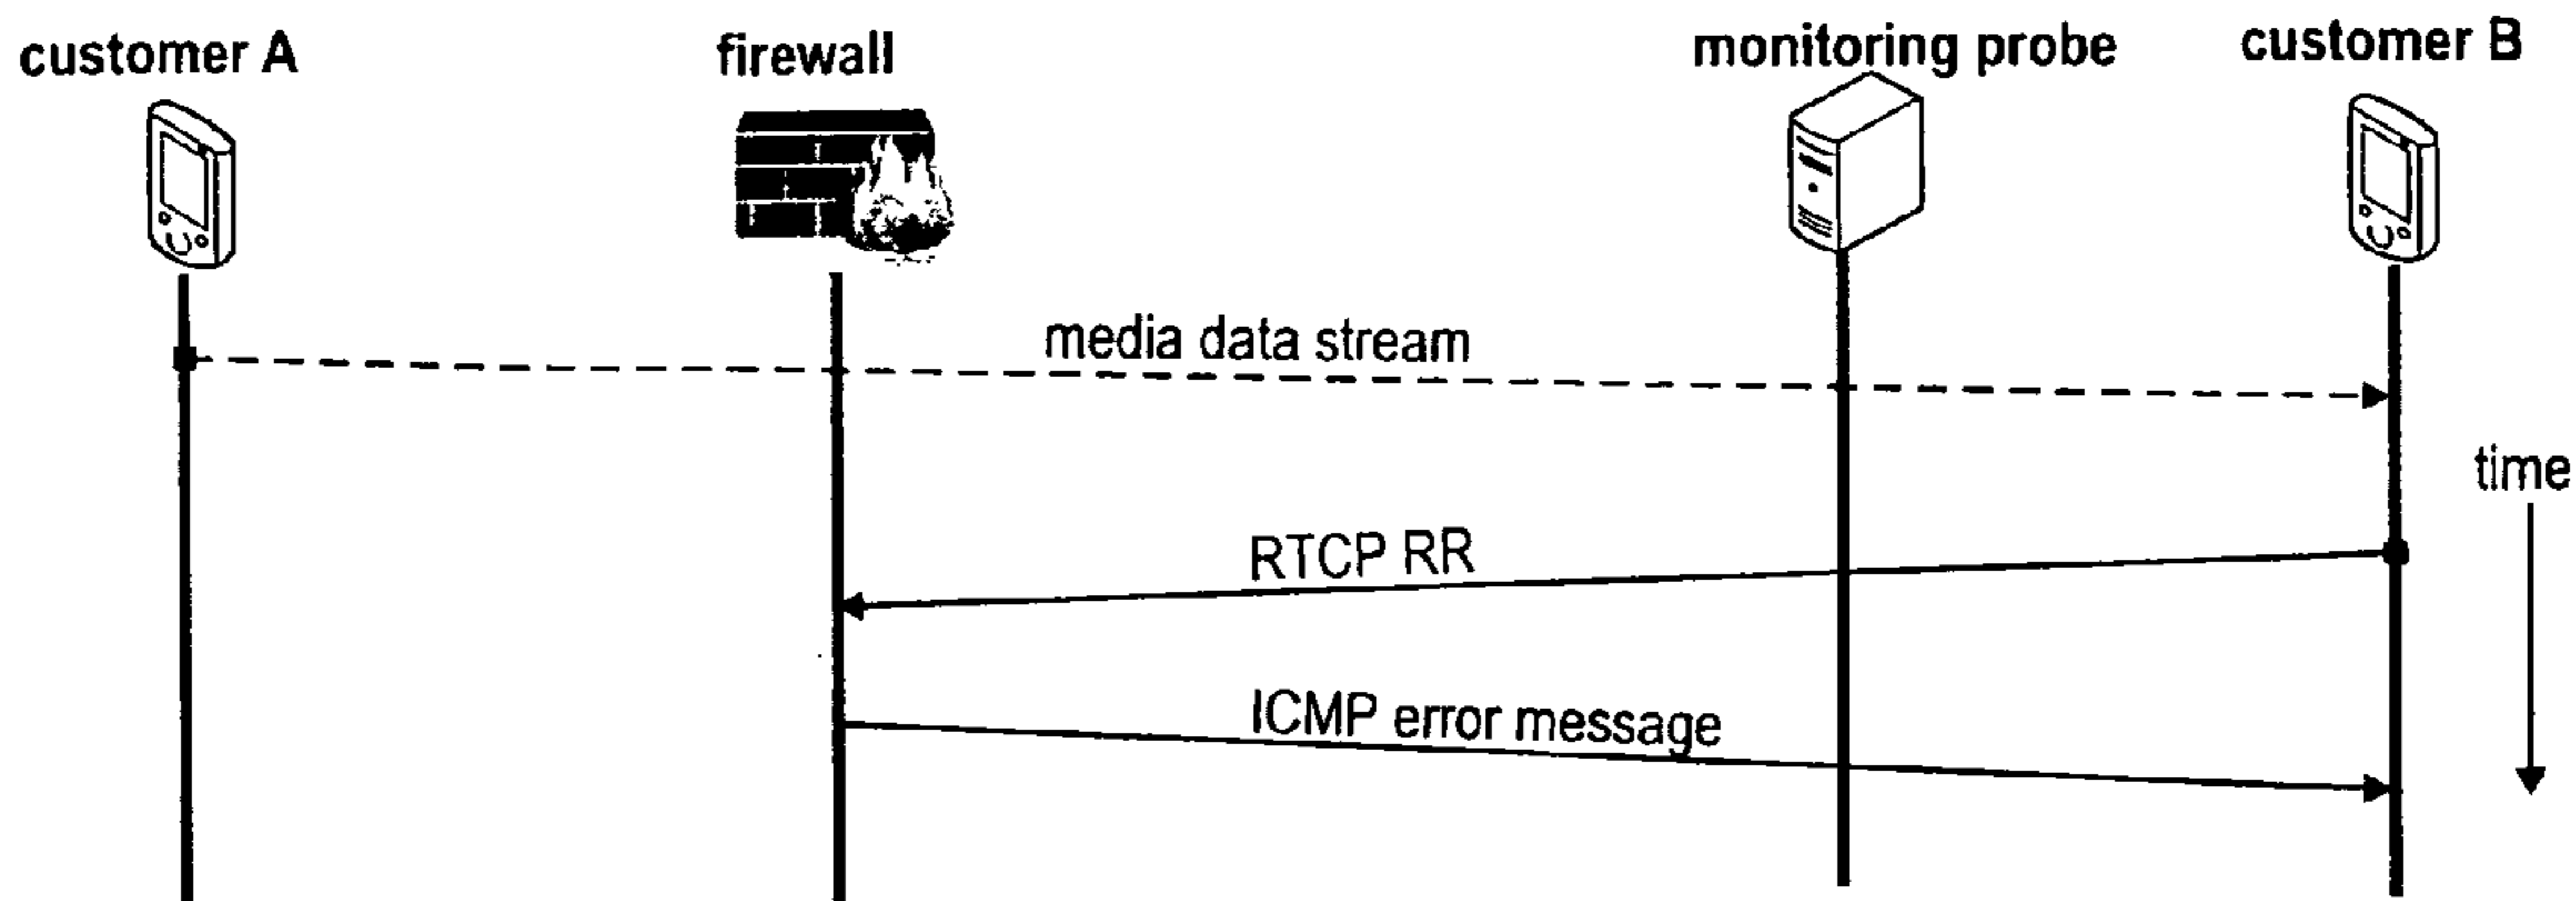 customer A
firewall
monitoring probe
customer B
media data stream
time
RTCP RR
ICMP error message